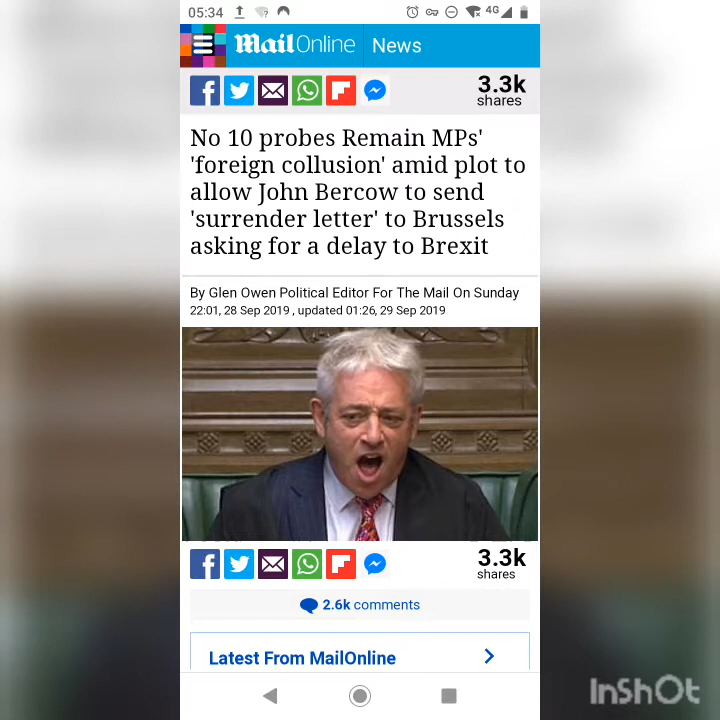 05:34
4G
Mail Online News
3.3k
shares
No 10 probes Remain MPs'
'foreign collusion' amid plot to
allow John Bercow to send
'surrender letter' to Brussels
asking for a delay to Brexit
By Glen Owen Political Editor For The Mail On Sunday
22:01, 28 Sep 2019 , updated 01:26, 29 Sep 2019
3.3k
shares
2.6k comments
Latest From MailOnline
InShOt